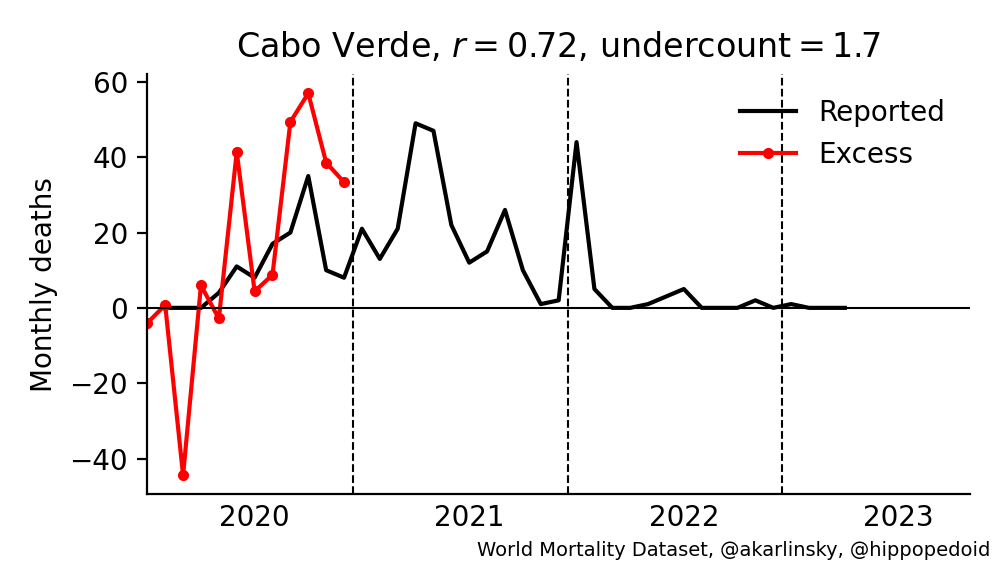 Cabo Verde, r = 0.72, undercount = 1.7
Reported
Excess
Monthly deaths
60
40
20
0
−20
−40
2020 2021 2022 2023
World Mortality Dataset, @akarlinsky, @hippopedoid